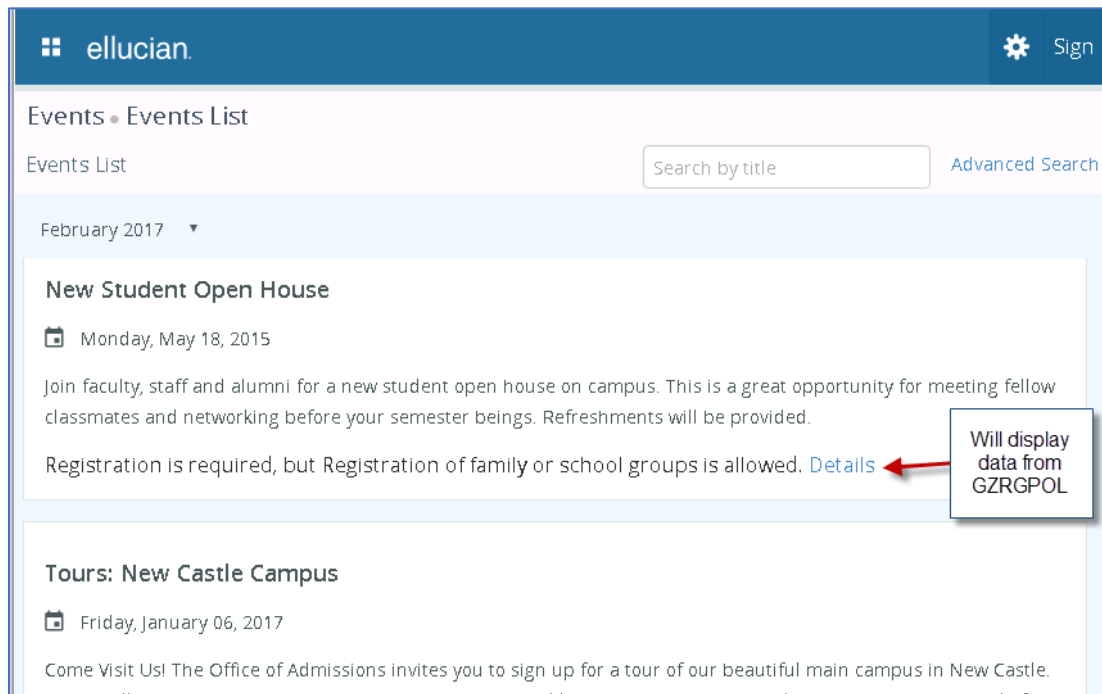 ellucian.
Sign
Events • Events List
Events List
Search by title
Advanced Search
February 2017
New Student Open House
Monday, May 18, 2015
Join faculty, staff and alumni for a new student open house on campus. This is a great opportunity for meeting fellow
classmates and networking before your semester beings. Refreshments will be provided.
Registration is required, but Registration of family or school groups is allowed. Details
Will display
data from
GZRGPOL
Tours: New Castle Campus
Friday, January 06, 2017
Come Visit Us! The Office of Admissions invites you to sign up for a tour of our beautiful main campus in New Castle.